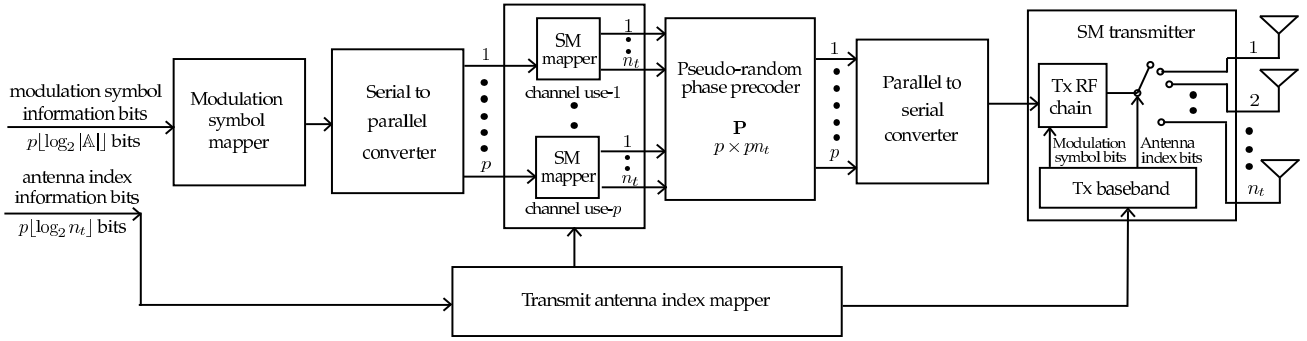 modulation symbol
information bits
p⌊log₂ |𝔸|⌋ bits
antenna index
information bits
p⌊log₂ nₜ⌋ bits
Modulation
symbol
mapper
Serial to
parallel
converter
1
p
SM
mapper
channel use-1
SM
mapper
channel use-p
1
nₜ
1
nₜ
Pseudo-random
phase precoder
P
p × pnₜ
1
p
Parallel to
serial
converter
SM transmitter
Tx RF
chain
Modulation
symbol bits
Antenna
index bits
Tx baseband
1
2
nₜ
Transmit antenna index mapper